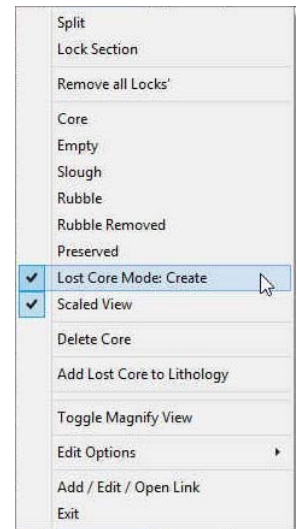 Split
Lock Section
Remove all Locks'
Core
Empty
Slough
Rubble
Rubble Removed
Preserved
Lost Core Mode: Create
Scaled View
Delete Core
Add Lost Core to Lithology
Toggle Magnify View
Edit Options
Add / Edit / Open Link
Exit